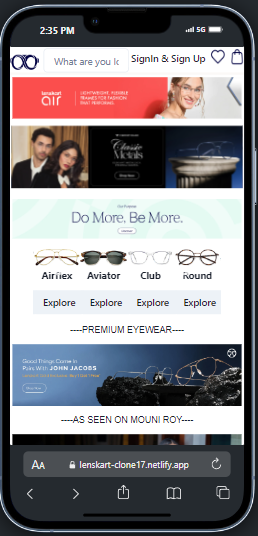 2:35 PM
5G
What are you lo
SignIn & Sign Up
lenskart
air
LIGHTWEIGHT, FLEXIBLE
FRAMES FOR FASHION
THAT PERFORMS.
Classic
Metals
Shop Now
Do More. Be More.
Airflex
Aviator
Club
Round
Explore
Explore
Explore
Explore
----PREMIUM EYEWEAR----
Good Things Come in
Pairs With JOHN JACOBS
----AS SEEN ON MOUNI ROY----
AA
lenskart-clone17.netlify.app